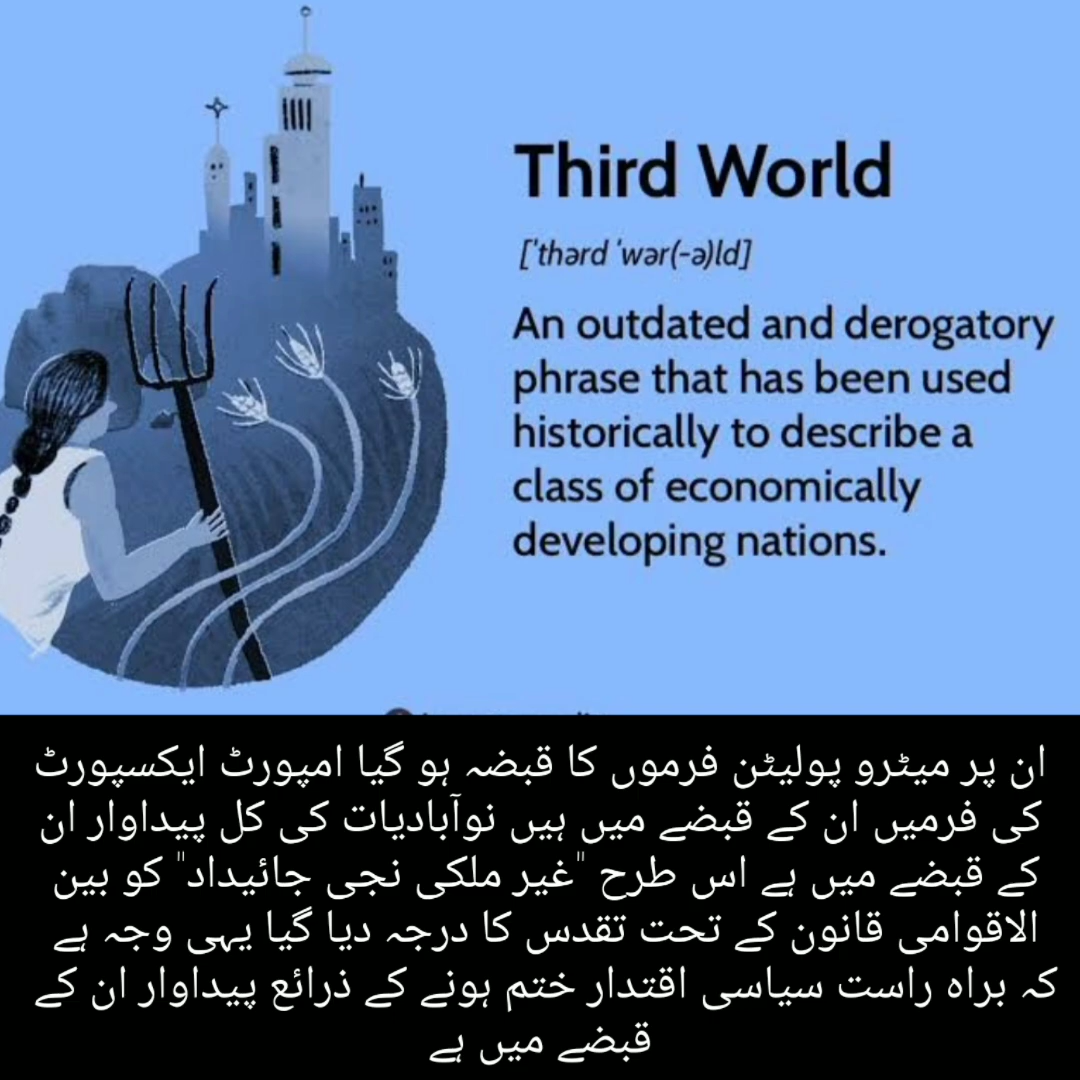 Third World
['thərd 'wər(-ə)ld]
An outdated and derogatory
phrase that has been used
historically to describe a
class of economically
developing nations.
ان پر میٹرو پولیٹن فرموں کا قبضہ ہو گیا امپورٹ ایکسپورٹ
کی فرمیں ان کے قبضے میں ہیں نوآبادیات کی کل پیداوار ان
کے قبضے میں ہے اس طرح "غیر ملکی نجی جائیداد" کو بین
الاقوامی قانون کے تحت تقدس کا درجہ دیا گیا یہی وجہ ہے
کہ براہ راست سیاسی اقتدار ختم ہونے کے ذرائع پیداوار ان کے
قبضے میں ہے